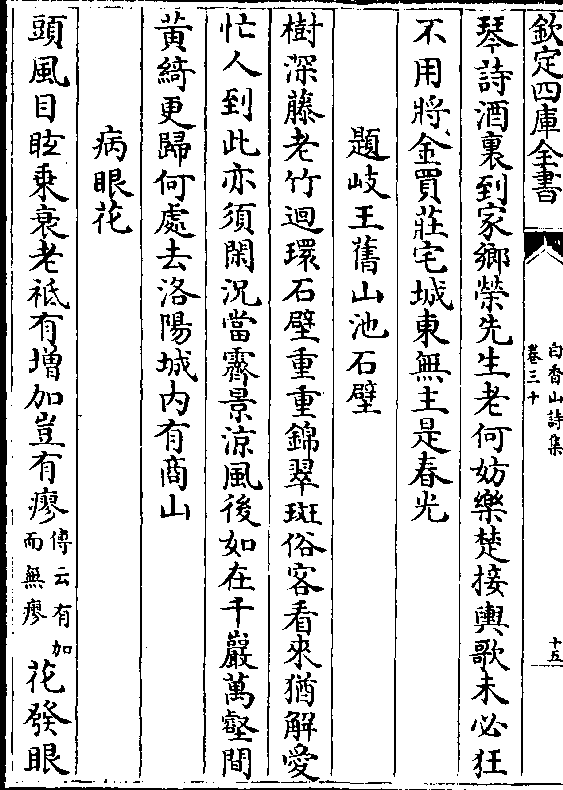 欽定四庫全書
白香山詩集
卷三十
十五
琴詩酒裏到家鄉榮先生老何妨樂楚接輿歌未必狂
不用將金買莊宅城東無主是春光
題岐王舊山池石壁
樹深藤老竹迴環石壁重重錦翠斑俗客看來猶解愛
忙人到此亦須閑況當霽景涼風後如在千巖萬壑間
黃綺更歸何處去洛陽城內有商山
病眼花
頭風目眩乗衰老祗有增加豈有瘳傳云有加而無瘳花發眼